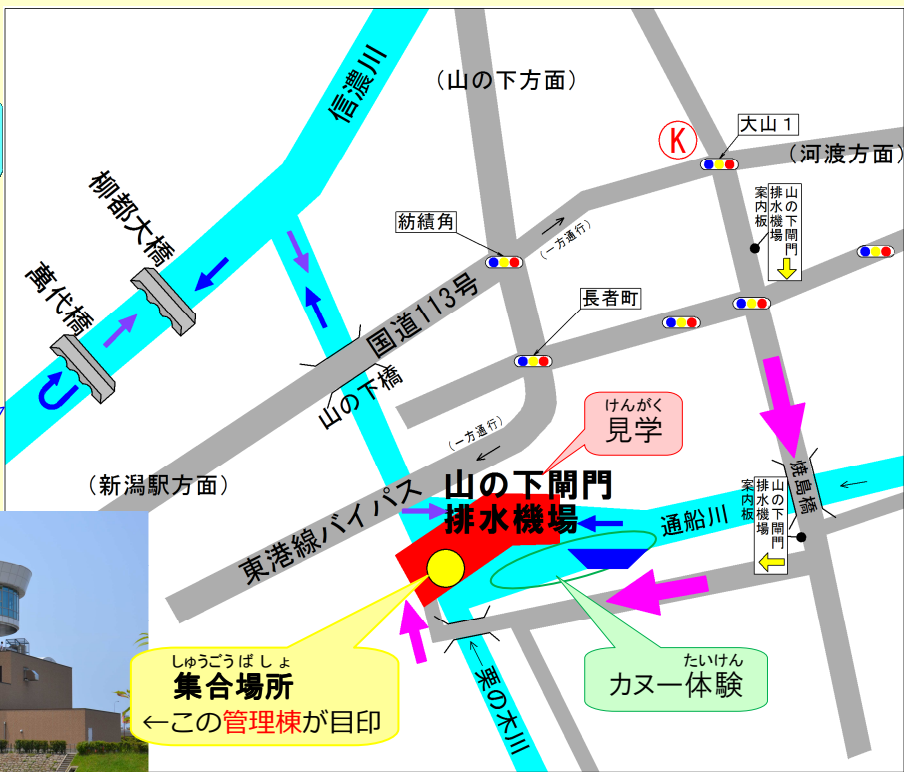 信濃川
(山の下方面)
大山1
K
(河渡方面)
柳都大橋
山の下閘門
排水機場
案内板
紡績角
(一方通行)
萬代橋
国道113号
長者町
山の下橋
けんがく
見学
(一方通行)
(新潟駅方面)
山の下閘門
排水機場
東港線バイパス
通船川
焼島橋
山の下閘門
排水機場
案内板
しゅうごうばしょ
集合場所
←この管理棟が目印
たいけん
カヌー体験
←栗の木川